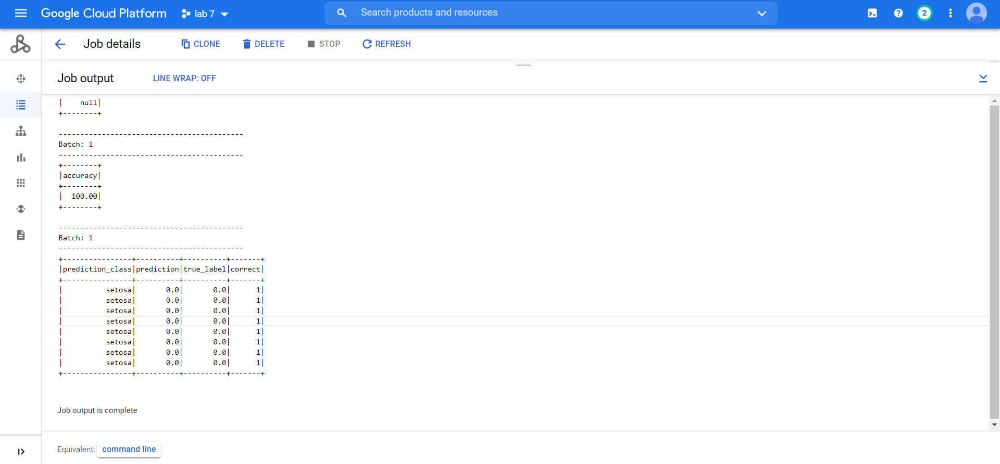 Google Cloud Platform lab 7 Search products and resources 2
Job details CLONE DELETE STOP REFRESH
Job output LINE WRAP: OFF
|    null|
+--------+
-------------------------------------------
Batch: 1
-------------------------------------------
+--------+
|accuracy|
+--------+
|  100.00|
+--------+
-------------------------------------------
Batch: 1
-------------------------------------------
+----------------+----------+----------+-------+
|prediction_class|prediction|true_label|correct|
+----------------+----------+----------+-------+
|          setosa|       0.0|       0.0|      1|
|          setosa|       0.0|       0.0|      1|
|          setosa|       0.0|       0.0|      1|
|          setosa|       0.0|       0.0|      1|
|          setosa|       0.0|       0.0|      1|
|          setosa|       0.0|       0.0|      1|
|          setosa|       0.0|       0.0|      1|
|          setosa|       0.0|       0.0|      1|
+----------------+----------+----------+-------+
Job output is complete
Equivalent: command line